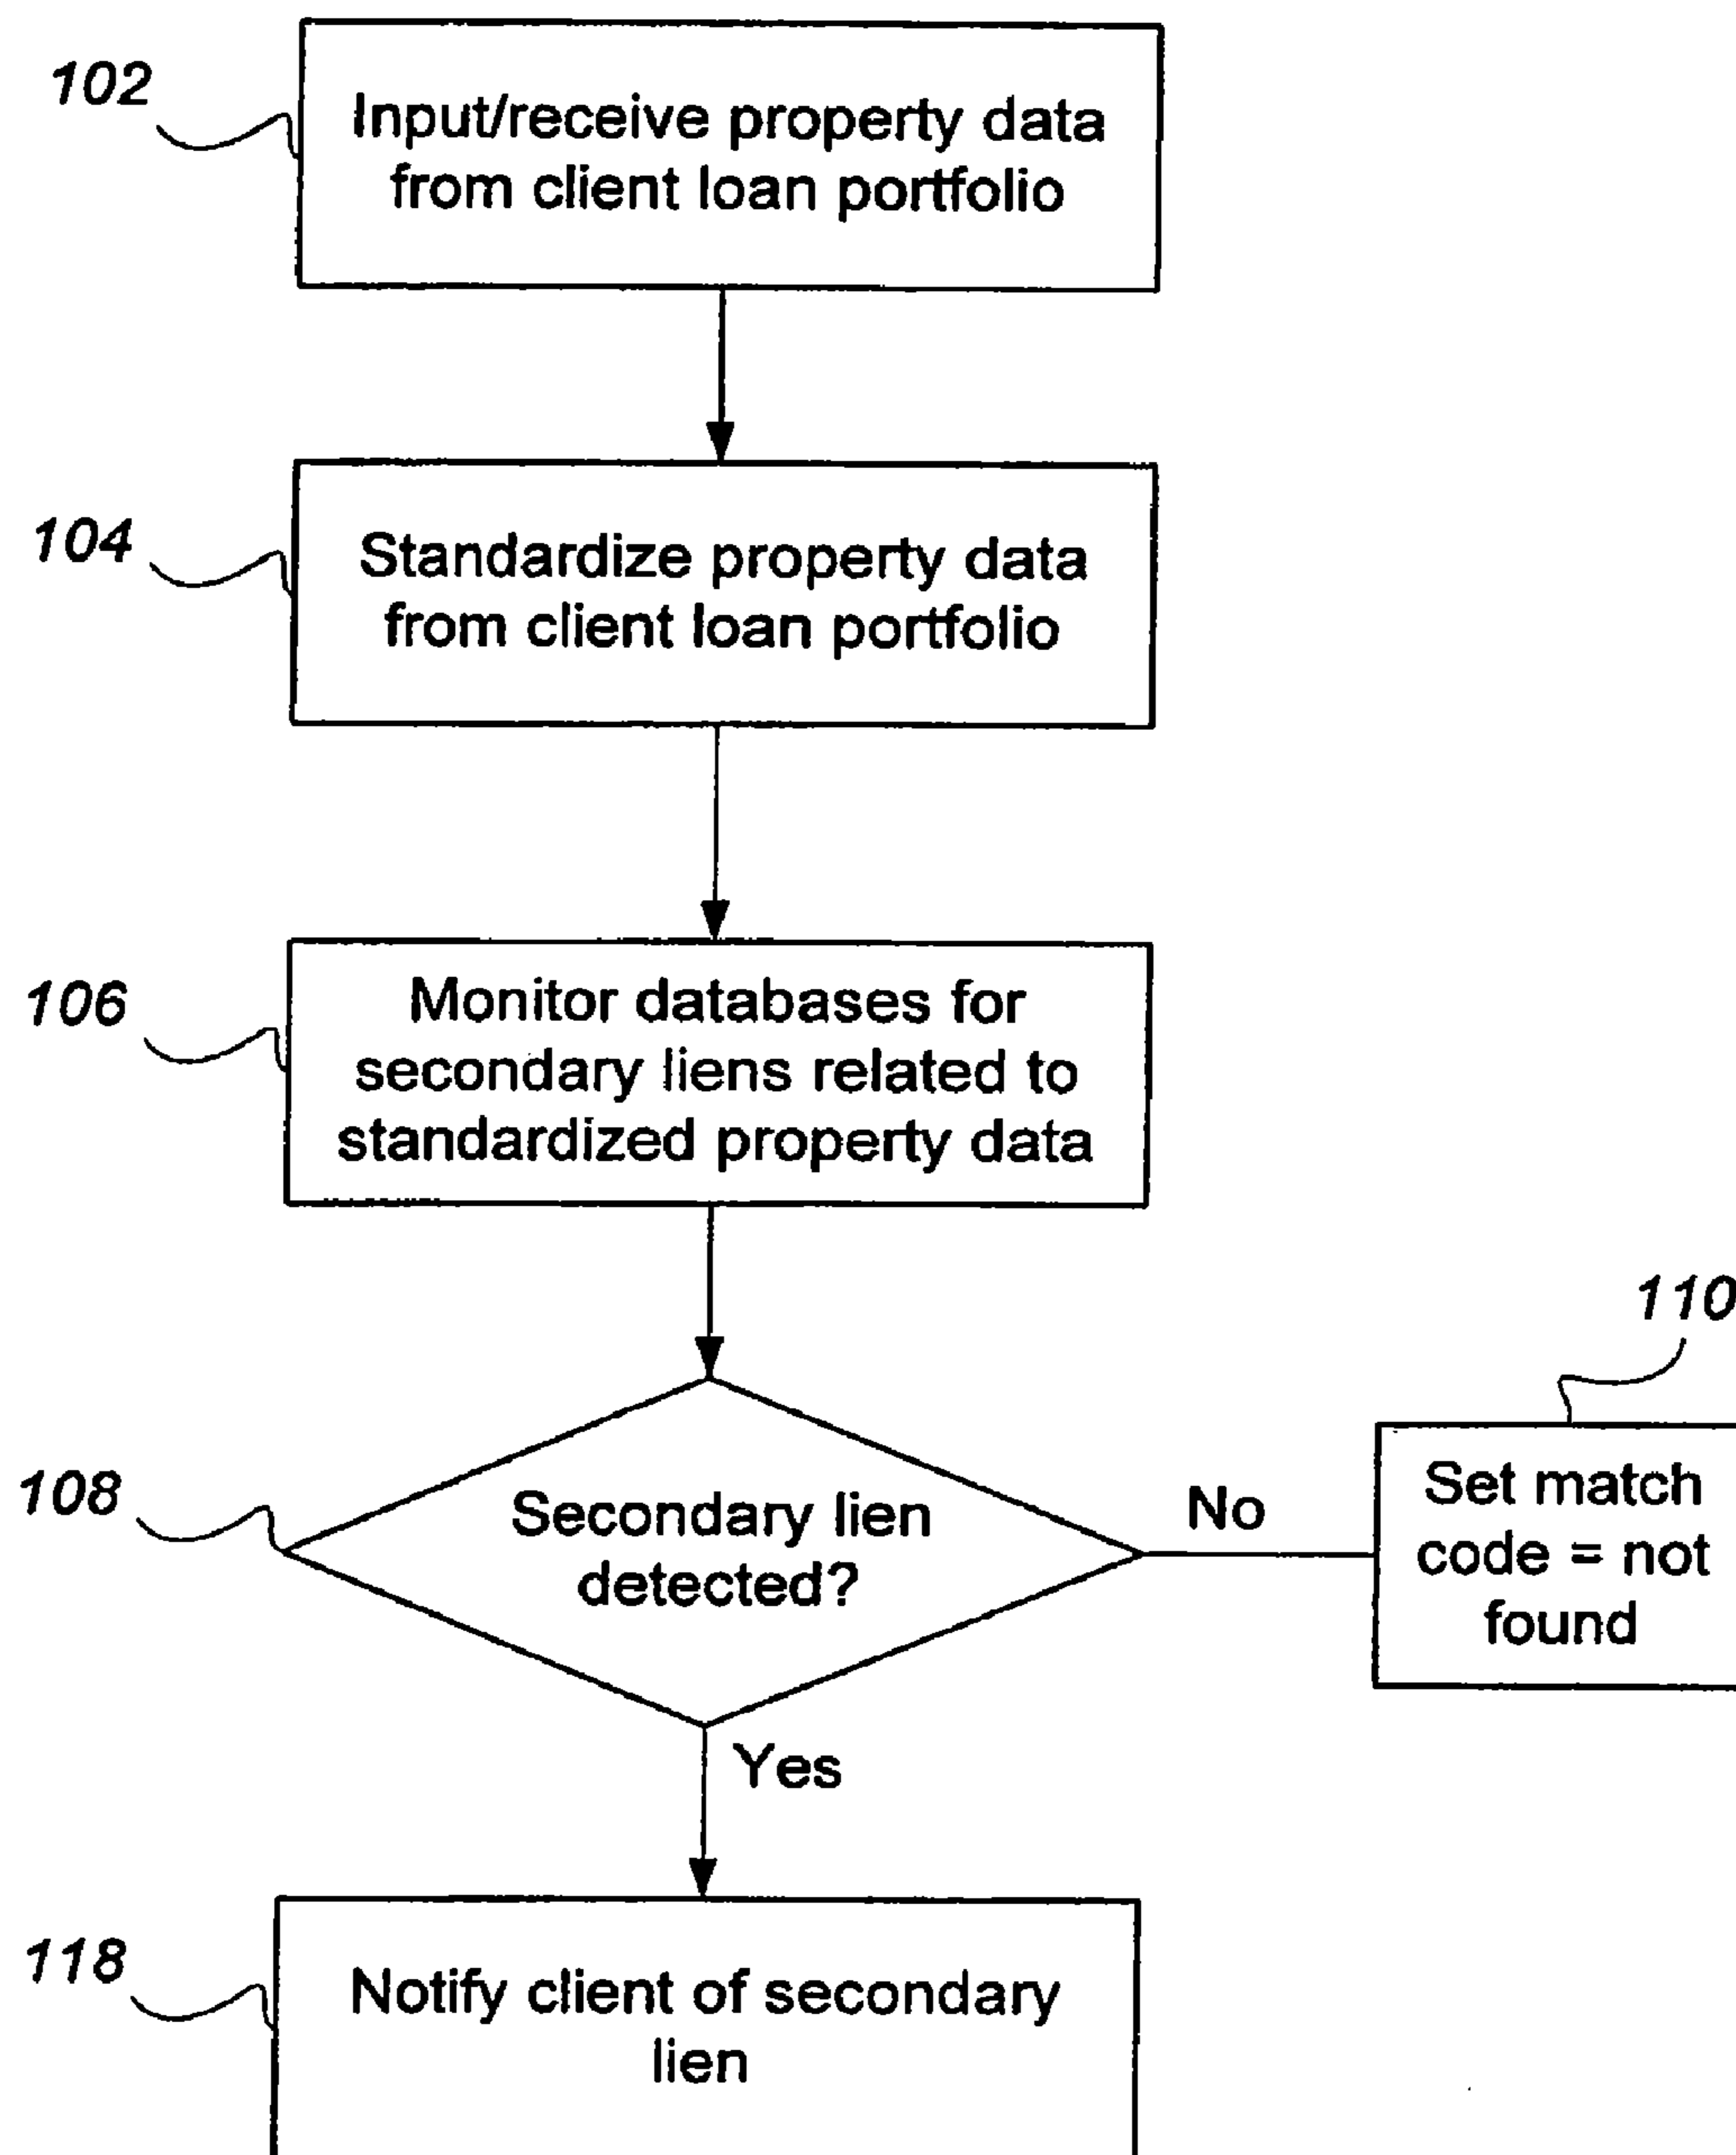 102
Input/receive property data
from client loan portfolio
104
Standardize property data
from client loan portfolio
106
Monitor databases for
secondary liens related to
standardized property data
108
Secondary lien
detected?
No
110
Set match
code = not
found
Yes
118
Notify client of secondary
lien